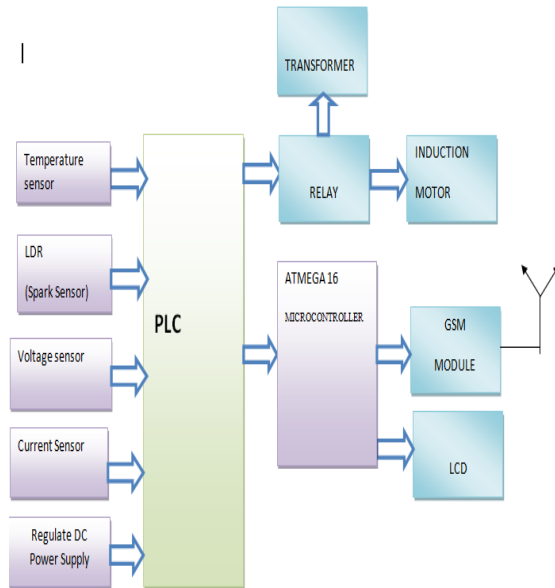 I
TRANSFORMER
Temperature
sensor
RELAY
INDUCTION
MOTOR
LDR
(Spark Sensor)
PLC
ATMEGA 16
MICROCONTROLLER
GSM
MODULE
Voltage sensor
Current Sensor
LCD
Regulate DC
Power Supply